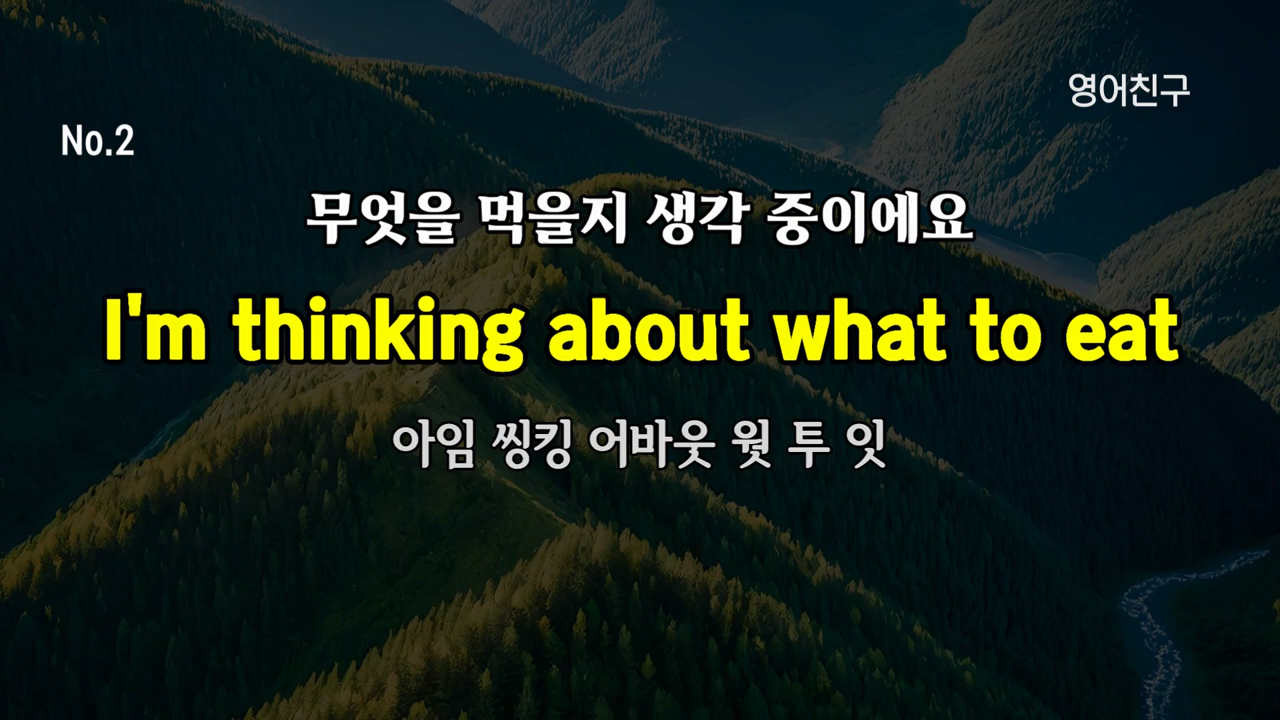 영어친구
No.2
무엇을 먹을지 생각 중이에요
I'm thinking about what to eat
아임 씽킹 어바웃 웟 투 잇